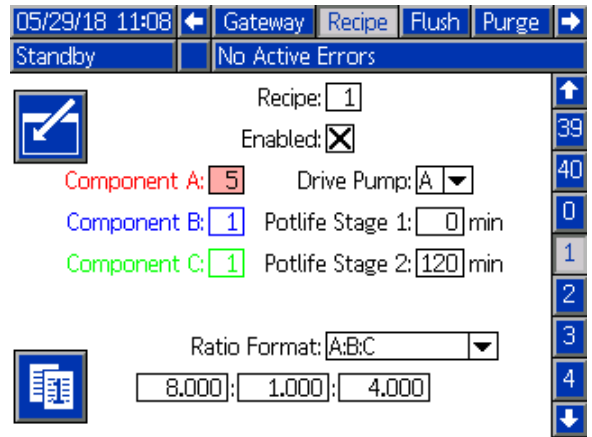 05/29/18 11:08 Gateway Recipe Flush Purge
Standby No Active Errors
Recipe: 1
Enabled:
Component A: 5 Drive Pump: A
Component B: 1 Potlife Stage 1: 0 min
Component C: 1 Potlife Stage 2: 120 min
Ratio Format: A:B:C
8.000 : 1.000 : 4.000
1
39
40
0
1
2
3
4